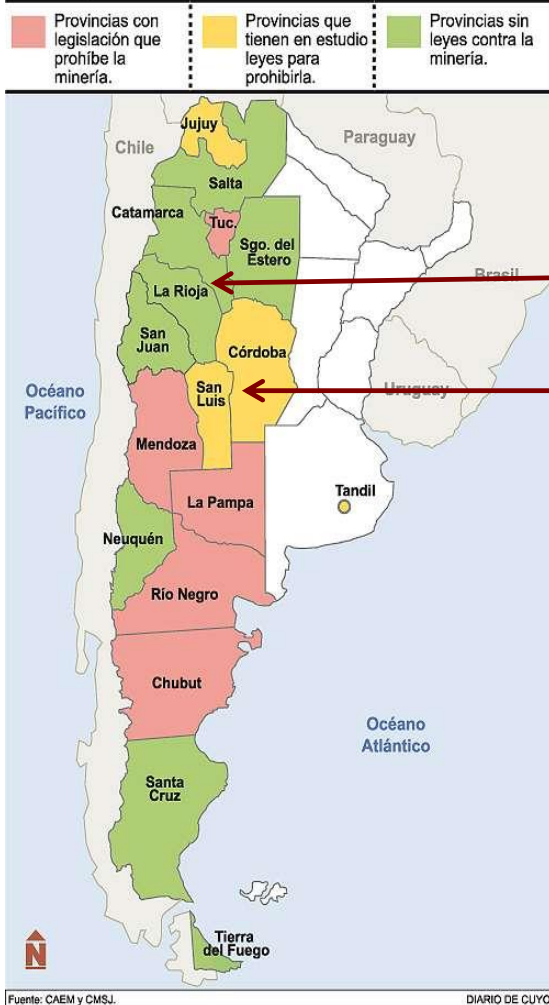 Provincias con
legislación que
prohíbe la
minería.
Provincias que
tienen en estudio
leyes para
prohibirla.
Provincias sin
leyes contra la
minería.
Jujuy
Chile
Paraguay
Salta
Catamarca
Tuc.
Sgo. del
Estero
Brasil
La Rioja
San
Juan
Córdoba
Océano
Pacífico
San
Luis
Uruguay
Mendoza
Tandil
La Pampa
Neuquén
Río Negro
Chubut
Océano
Atlántico
Santa
Cruz
Tierra
del Fuego
N
Fuente: CAEM y CMSJ.
DIARIO DE CUYO